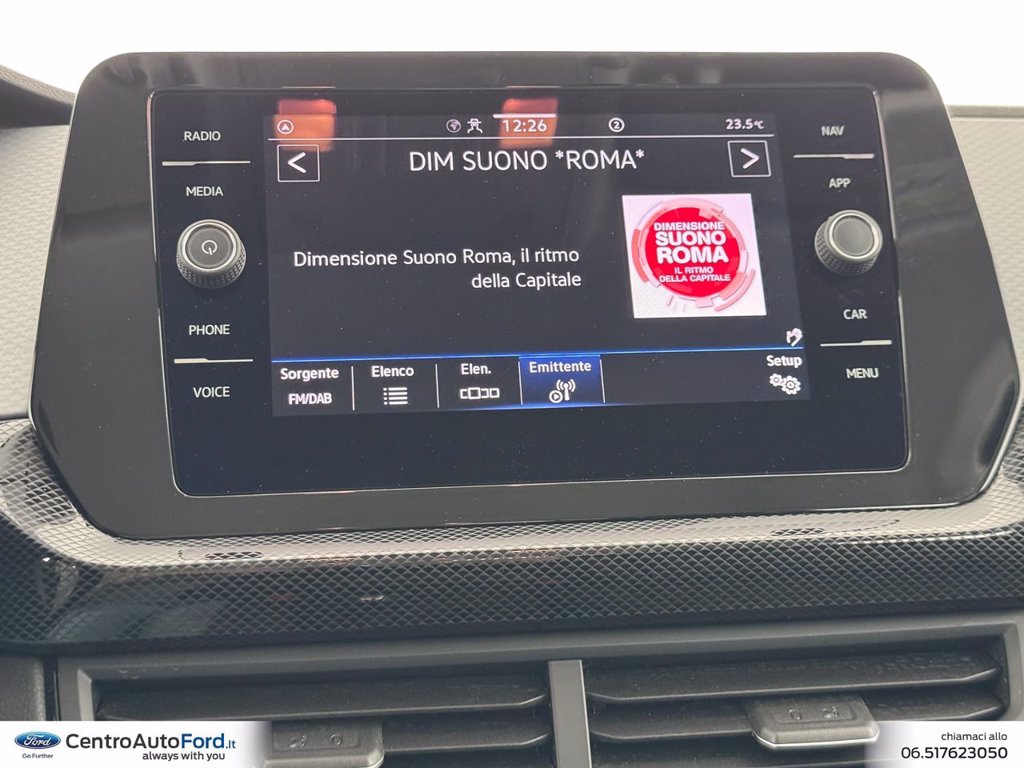 RADIO
MEDIA
PHONE
VOICE
12:26
2
23.5°C
<
DIM SUONO *ROMA*
>
Dimensione Suono Roma, il ritmo
della Capitale
DIMENSIONE
SUONO
ROMA
IL RITMO
DELLA CAPITALE
Sorgente
FM/DAB
Elenco
Elen.
Emittente
Setup
NAV
APP
CAR
MENU
Ford
Go Further
CentroAutoFord.it
always with you
chiamaci allo
06.517623050